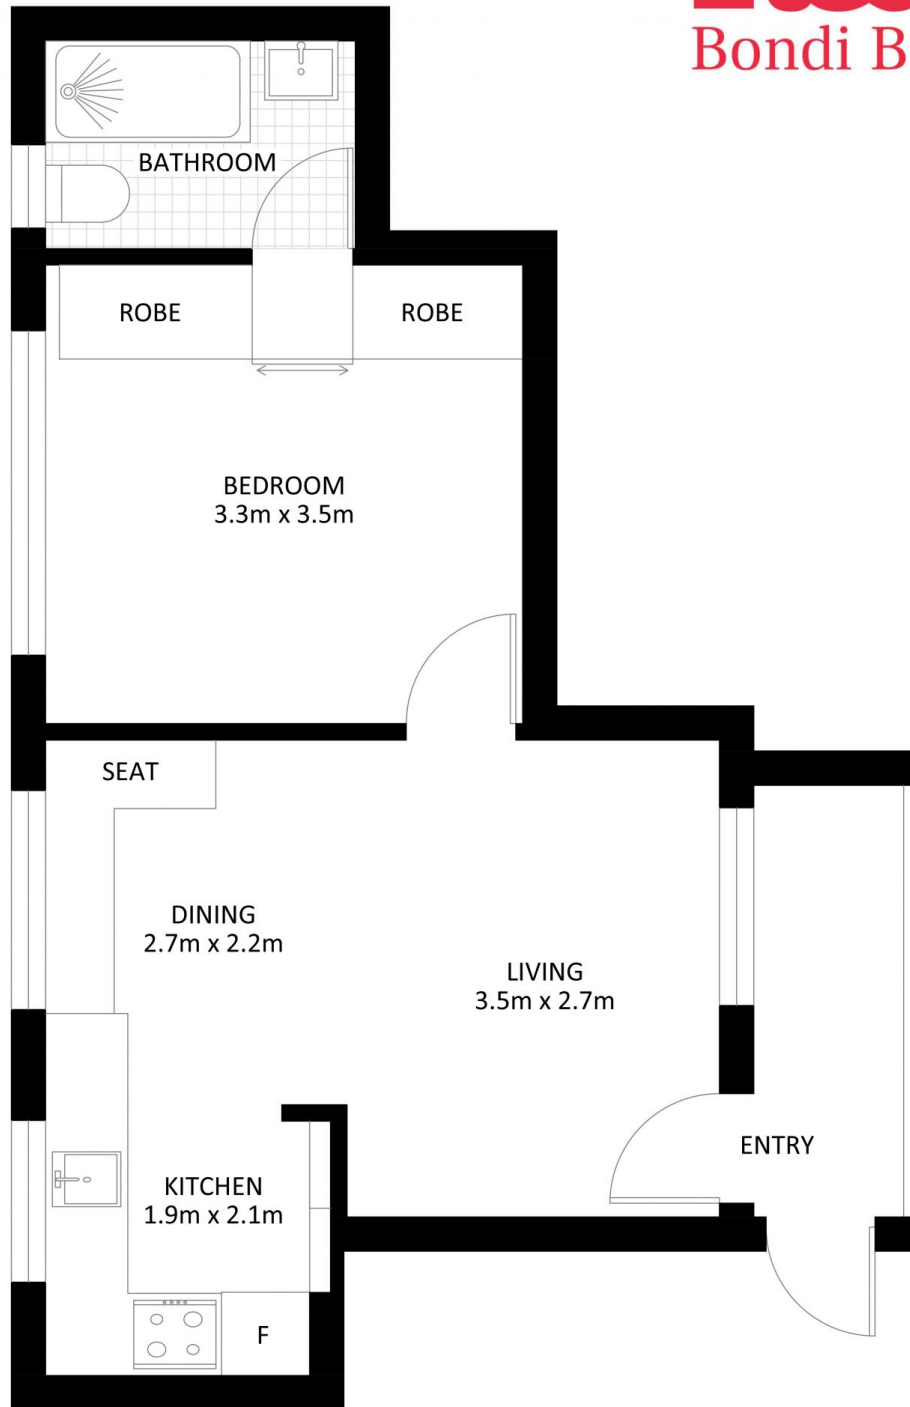 Bondi B
BATHROOM
ROBE
ROBE
BEDROOM
3.3m x 3.5m
SEAT
DINING
2.7m x 2.2m
LIVING
3.5m x 2.7m
ENTRY
KITCHEN
1.9m x 2.1m
F